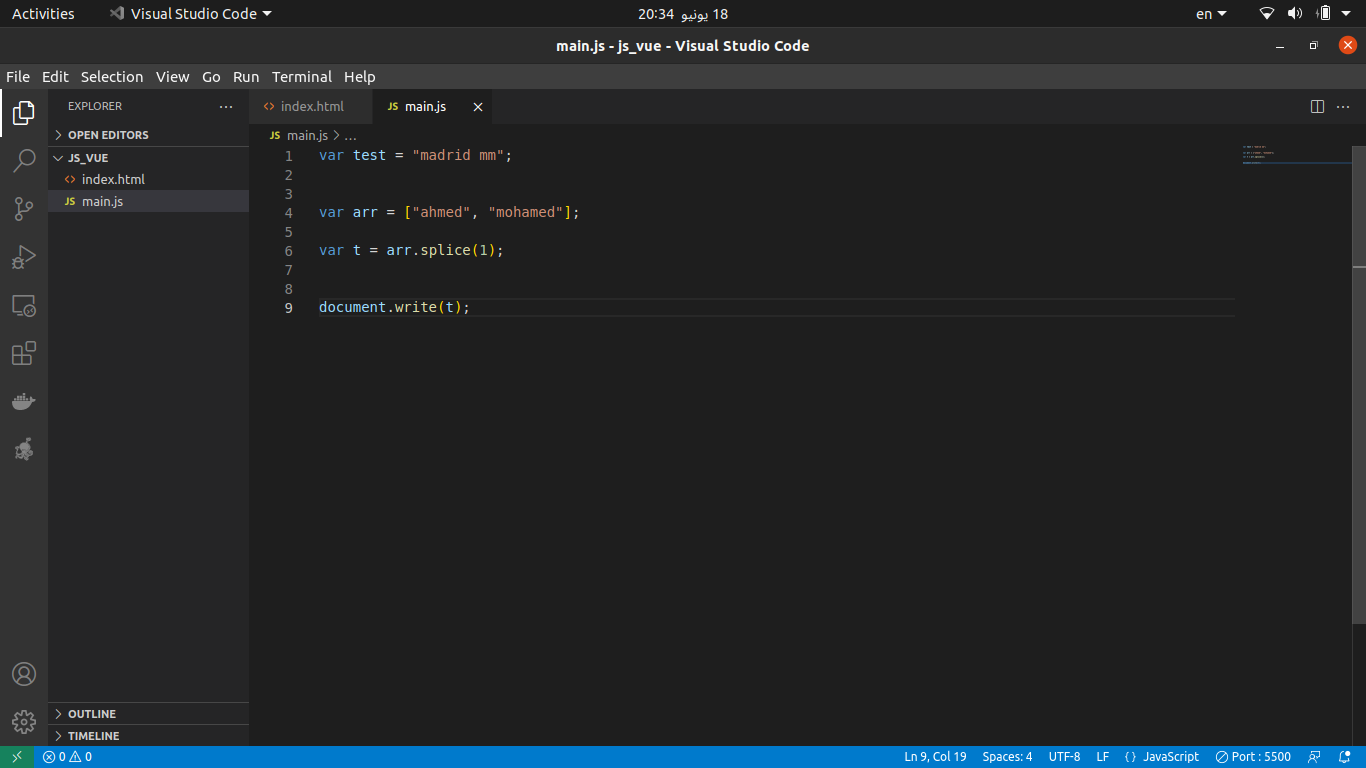 Activities
Visual Studio Code
18 يونيو 20:34
en
main.js - js_vue - Visual Studio Code
File Edit Selection View Go Run Terminal Help
EXPLORER
index.html
JS main.js
OPEN EDITORS
JS main.js > ...
JS_VUE
index.html
JS main.js
1 var test = "madrid mm";
2
3
4 var arr = ["ahmed", "mohamed"];
5
6 var t = arr.splice(1);
7
8
9 document.write(t);
OUTLINE
TIMELINE
0 0
Ln 9, Col 19 Spaces: 4 UTF-8 LF {} JavaScript Port : 5500